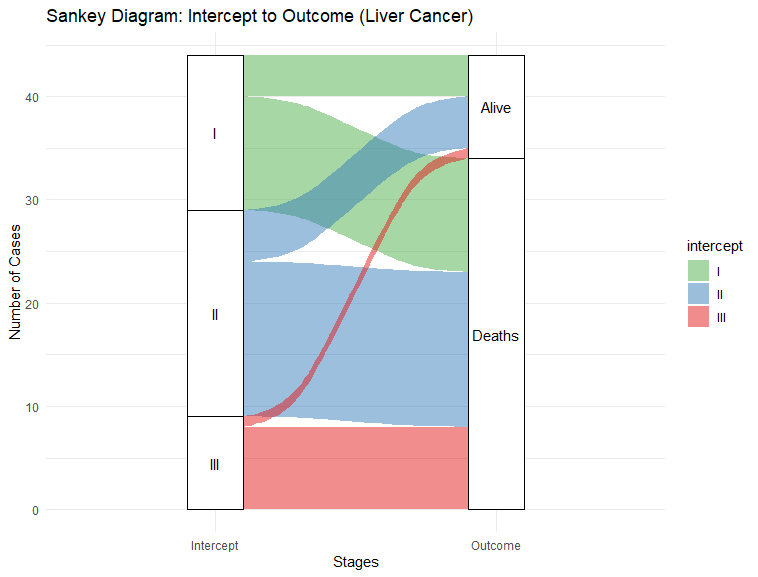 Sankey Diagram: Intercept to Outcome (Liver Cancer)
Number of Cases
40
30
20
10
0
I
II
III
Alive
Deaths
Intercept
Outcome
Stages
intercept
I
II
III